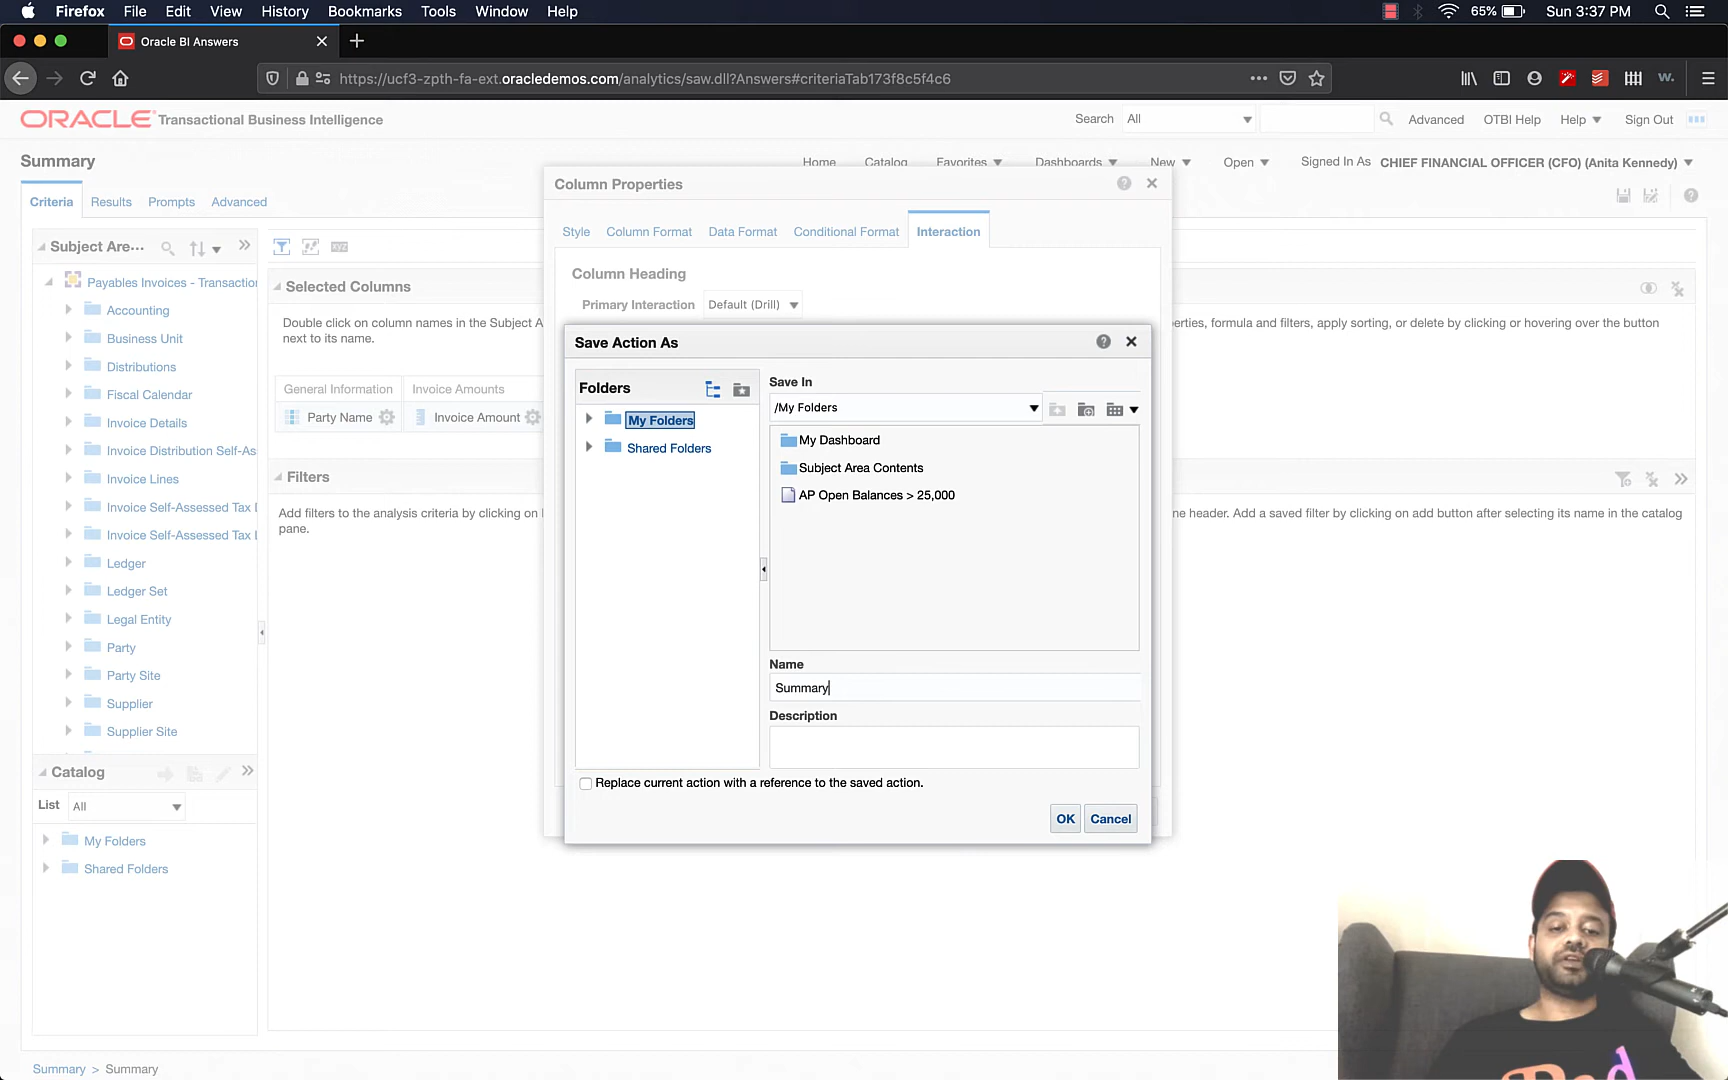 Firefox File Edit View History Bookmarks Tools Window Help
65% Sun 3:37 PM
Oracle BI Answers
https://ucf3-zpth-fa-ext.oracledemos.com/analytics/saw.dll?Answers#criteriaTab173f8c5f4c6
W.
ORACLE Transactional Business Intelligence
Search All Advanced OTBI Help Help Sign Out
Summary
Home Catalog Favorites Dashboards New Open Signed In As CHIEF FINANCIAL OFFICER (CFO) (Anita Kennedy)
Criteria Results Prompts Advanced
Subject Are...
Payables Invoices - Transaction
Accounting
Business Unit
Distributions
Fiscal Calendar
Invoice Details
Invoice Distribution Self-As
Invoice Lines
Invoice Self-Assessed Tax
Invoice Self-Assessed Tax
Ledger
Ledger Set
Legal Entity
Party
Party Site
Supplier
Supplier Site
Catalog
List All
My Folders
Shared Folders
Selected Columns
Double click on column names in the Subject A
erties, formula and filters, apply sorting, or delete by clicking or hovering over the button
next to its name.
General Information Invoice Amounts
Party Name Invoice Amount
Filters
Add filters to the analysis criteria by clicking on
ne header. Add a saved filter by clicking on add button after selecting its name in the catalog
pane.
Column Properties
Style Column Format Data Format Conditional Format Interaction
Column Heading
Primary Interaction Default (Drill)
Save Action As
Folders
My Folders
Shared Folders
Save In
/My Folders
My Dashboard
Subject Area Contents
AP Open Balances > 25,000
Name
Summary
Description
Replace current action with a reference to the saved action.
OK Cancel
Summary > Summary